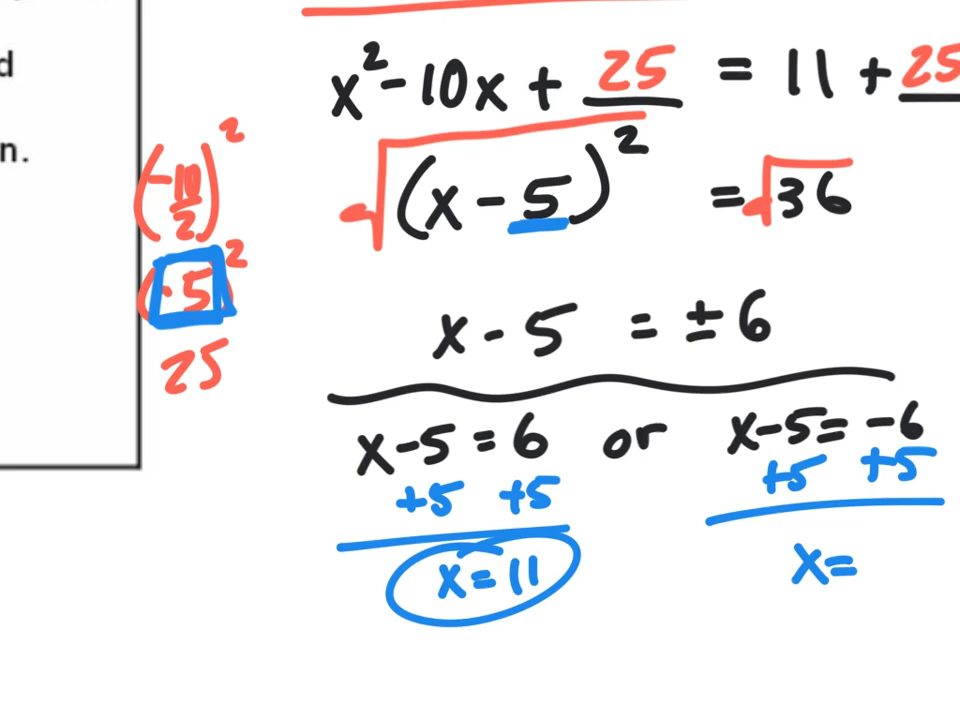 d
n.
x² - 10x + 25 = 11 + 25
√(x - 5)² = √36
(-10/2)²
(-5)²
25
x - 5 = ± 6
x - 5 = 6 or x - 5 = -6
+5 +5 +5 +5
x = 11 x =